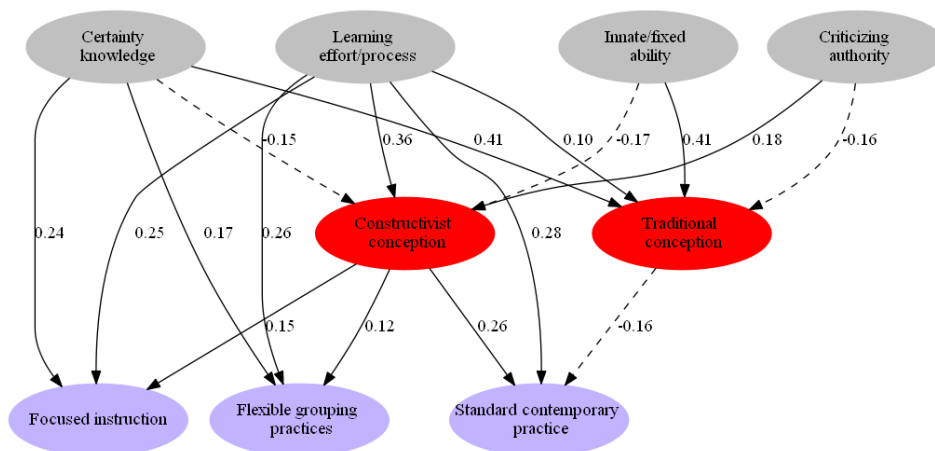 Certainty
knowledge
Learning
effort/process
Innate/fixed
ability
Criticizing
authority
-0.15
0.36
0.41
0.10
-0.17
0.41
0.18
-0.16
Constructivist
conception
Traditional
conception
0.24
0.25
0.17
0.26
0.28
0.15
0.12
0.26
-0.16
Focused instruction
Flexible grouping
practices
Standard contemporary
practice